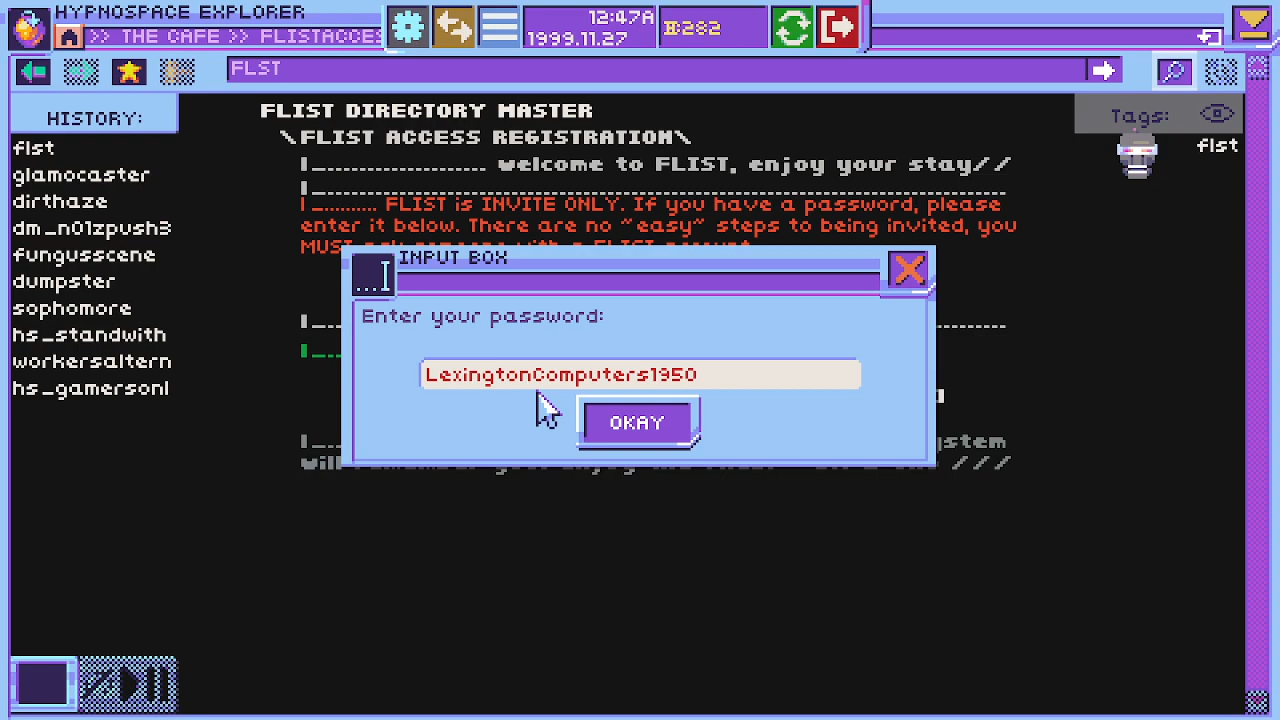 HYPNOSPACE EXPLORER
>> THE CAFE >> FLISTACCES
12:47A
1999.11.27
282
FLST
HISTORY:
flst
glamocaster
dirthaze
dm_n01zpush3
fungusscene
dumpster
sophomore
hs_standwith
workersaltern
hs_gamersonl
FLIST DIRECTORY MASTER
\FLIST ACCESS REGISTRATION\
welcome to FLIST, enjoy your stay//
FLIST is INVITE ONLY. If you have a password, please
enter it below. There are no ~easy~ steps to being invited, you
MUST
INPUT BOX
Enter your password:
LexingtonComputers1950
OKAY
will
///
Tags:
flst